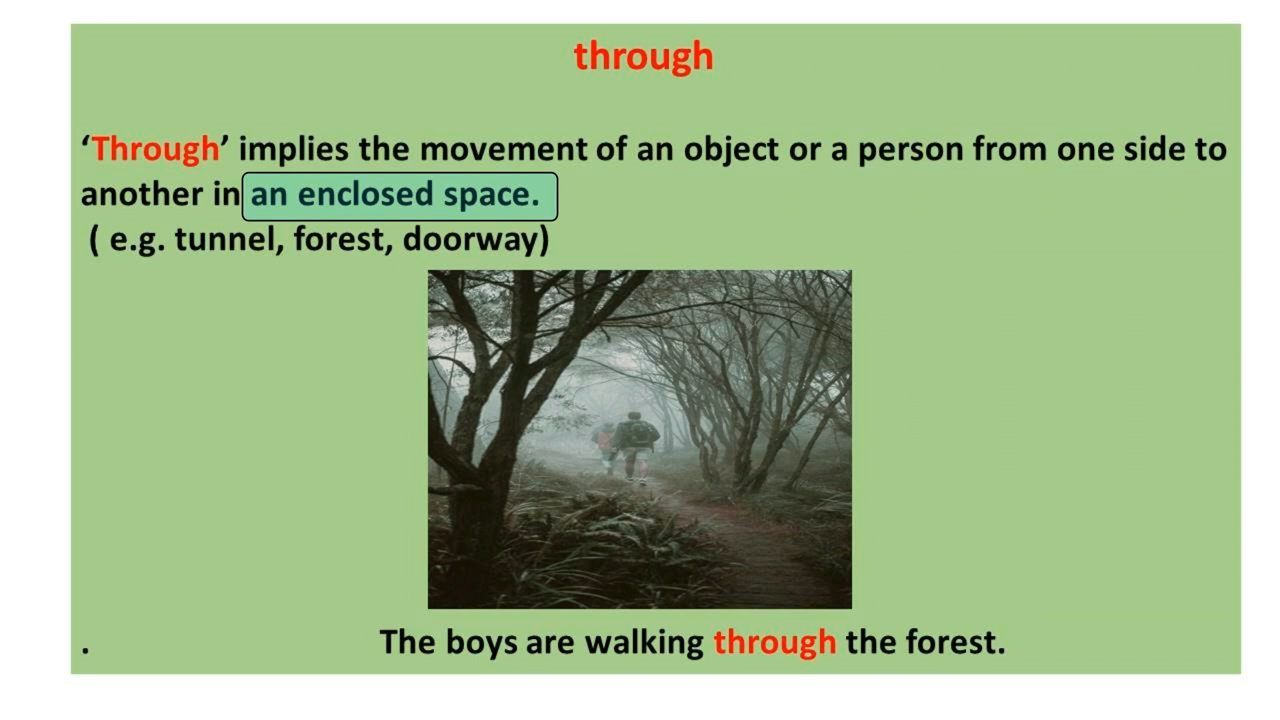 through
‘Through’ implies the movement of an object or a person from one side to
another in an enclosed space.
( e.g. tunnel, forest, doorway)
. The boys are walking through the forest.